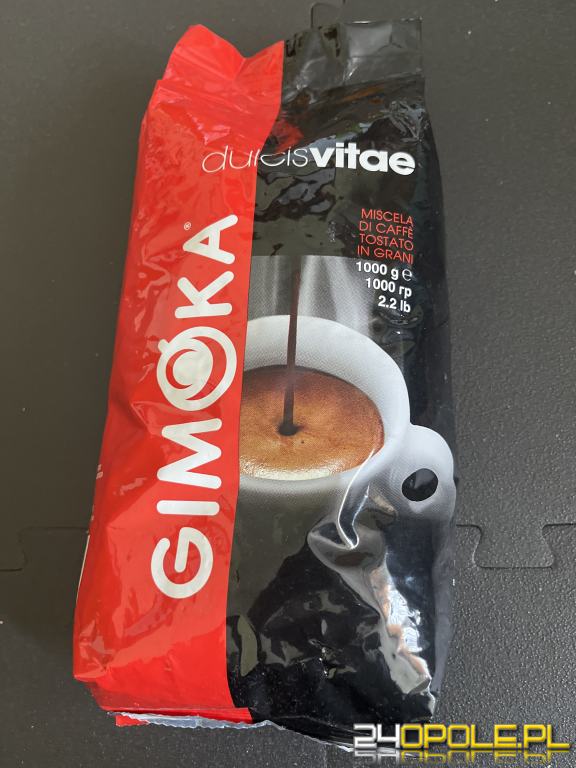 dulcisvitae
MISCELA
DI CAFFÈ
TOSTATO
IN GRANI
1000 g ℮
1000 гр
2.2 lb
GIMOKA®
24OPOLE.PL